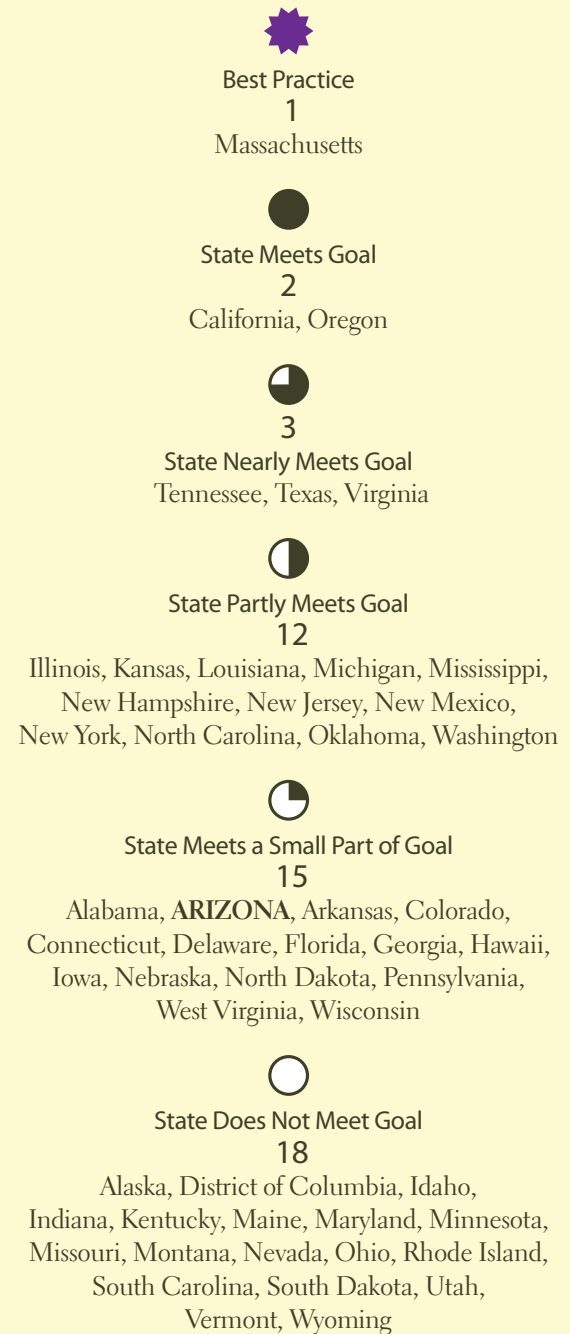 Best Practice
1
Massachusetts
State Meets Goal
2
California, Oregon
3
State Nearly Meets Goal
Tennessee, Texas, Virginia
State Partly Meets Goal
12
Illinois, Kansas, Louisiana, Michigan, Mississippi,
New Hampshire, New Jersey, New Mexico,
New York, North Carolina, Oklahoma, Washington
State Meets a Small Part of Goal
15
Alabama, ARIZONA, Arkansas, Colorado,
Connecticut, Delaware, Florida, Georgia, Hawaii,
Iowa, Nebraska, North Dakota, Pennsylvania,
West Virginia, Wisconsin
State Does Not Meet Goal
18
Alaska, District of Columbia, Idaho,
Indiana, Kentucky, Maine, Maryland, Minnesota,
Missouri, Montana, Nevada, Ohio, Rhode Island,
South Carolina, South Dakota, Utah,
Vermont, Wyoming